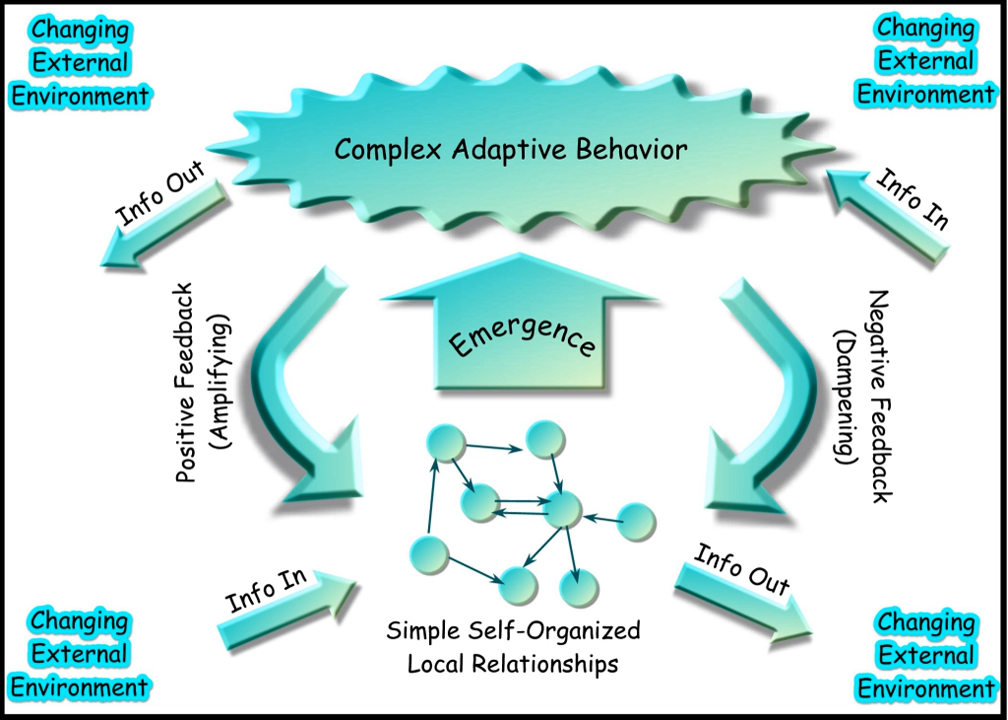 Changing
External
Environment
Changing
External
Environment
Complex Adaptive Behavior
Info Out
Info In
Positive Feedback
(Amplifying)
Emergence
Negative Feedback
(Dampening)
Info In
Info Out
Simple Self-Organized
Local Relationships
Changing
External
Environment
Changing
External
Environment